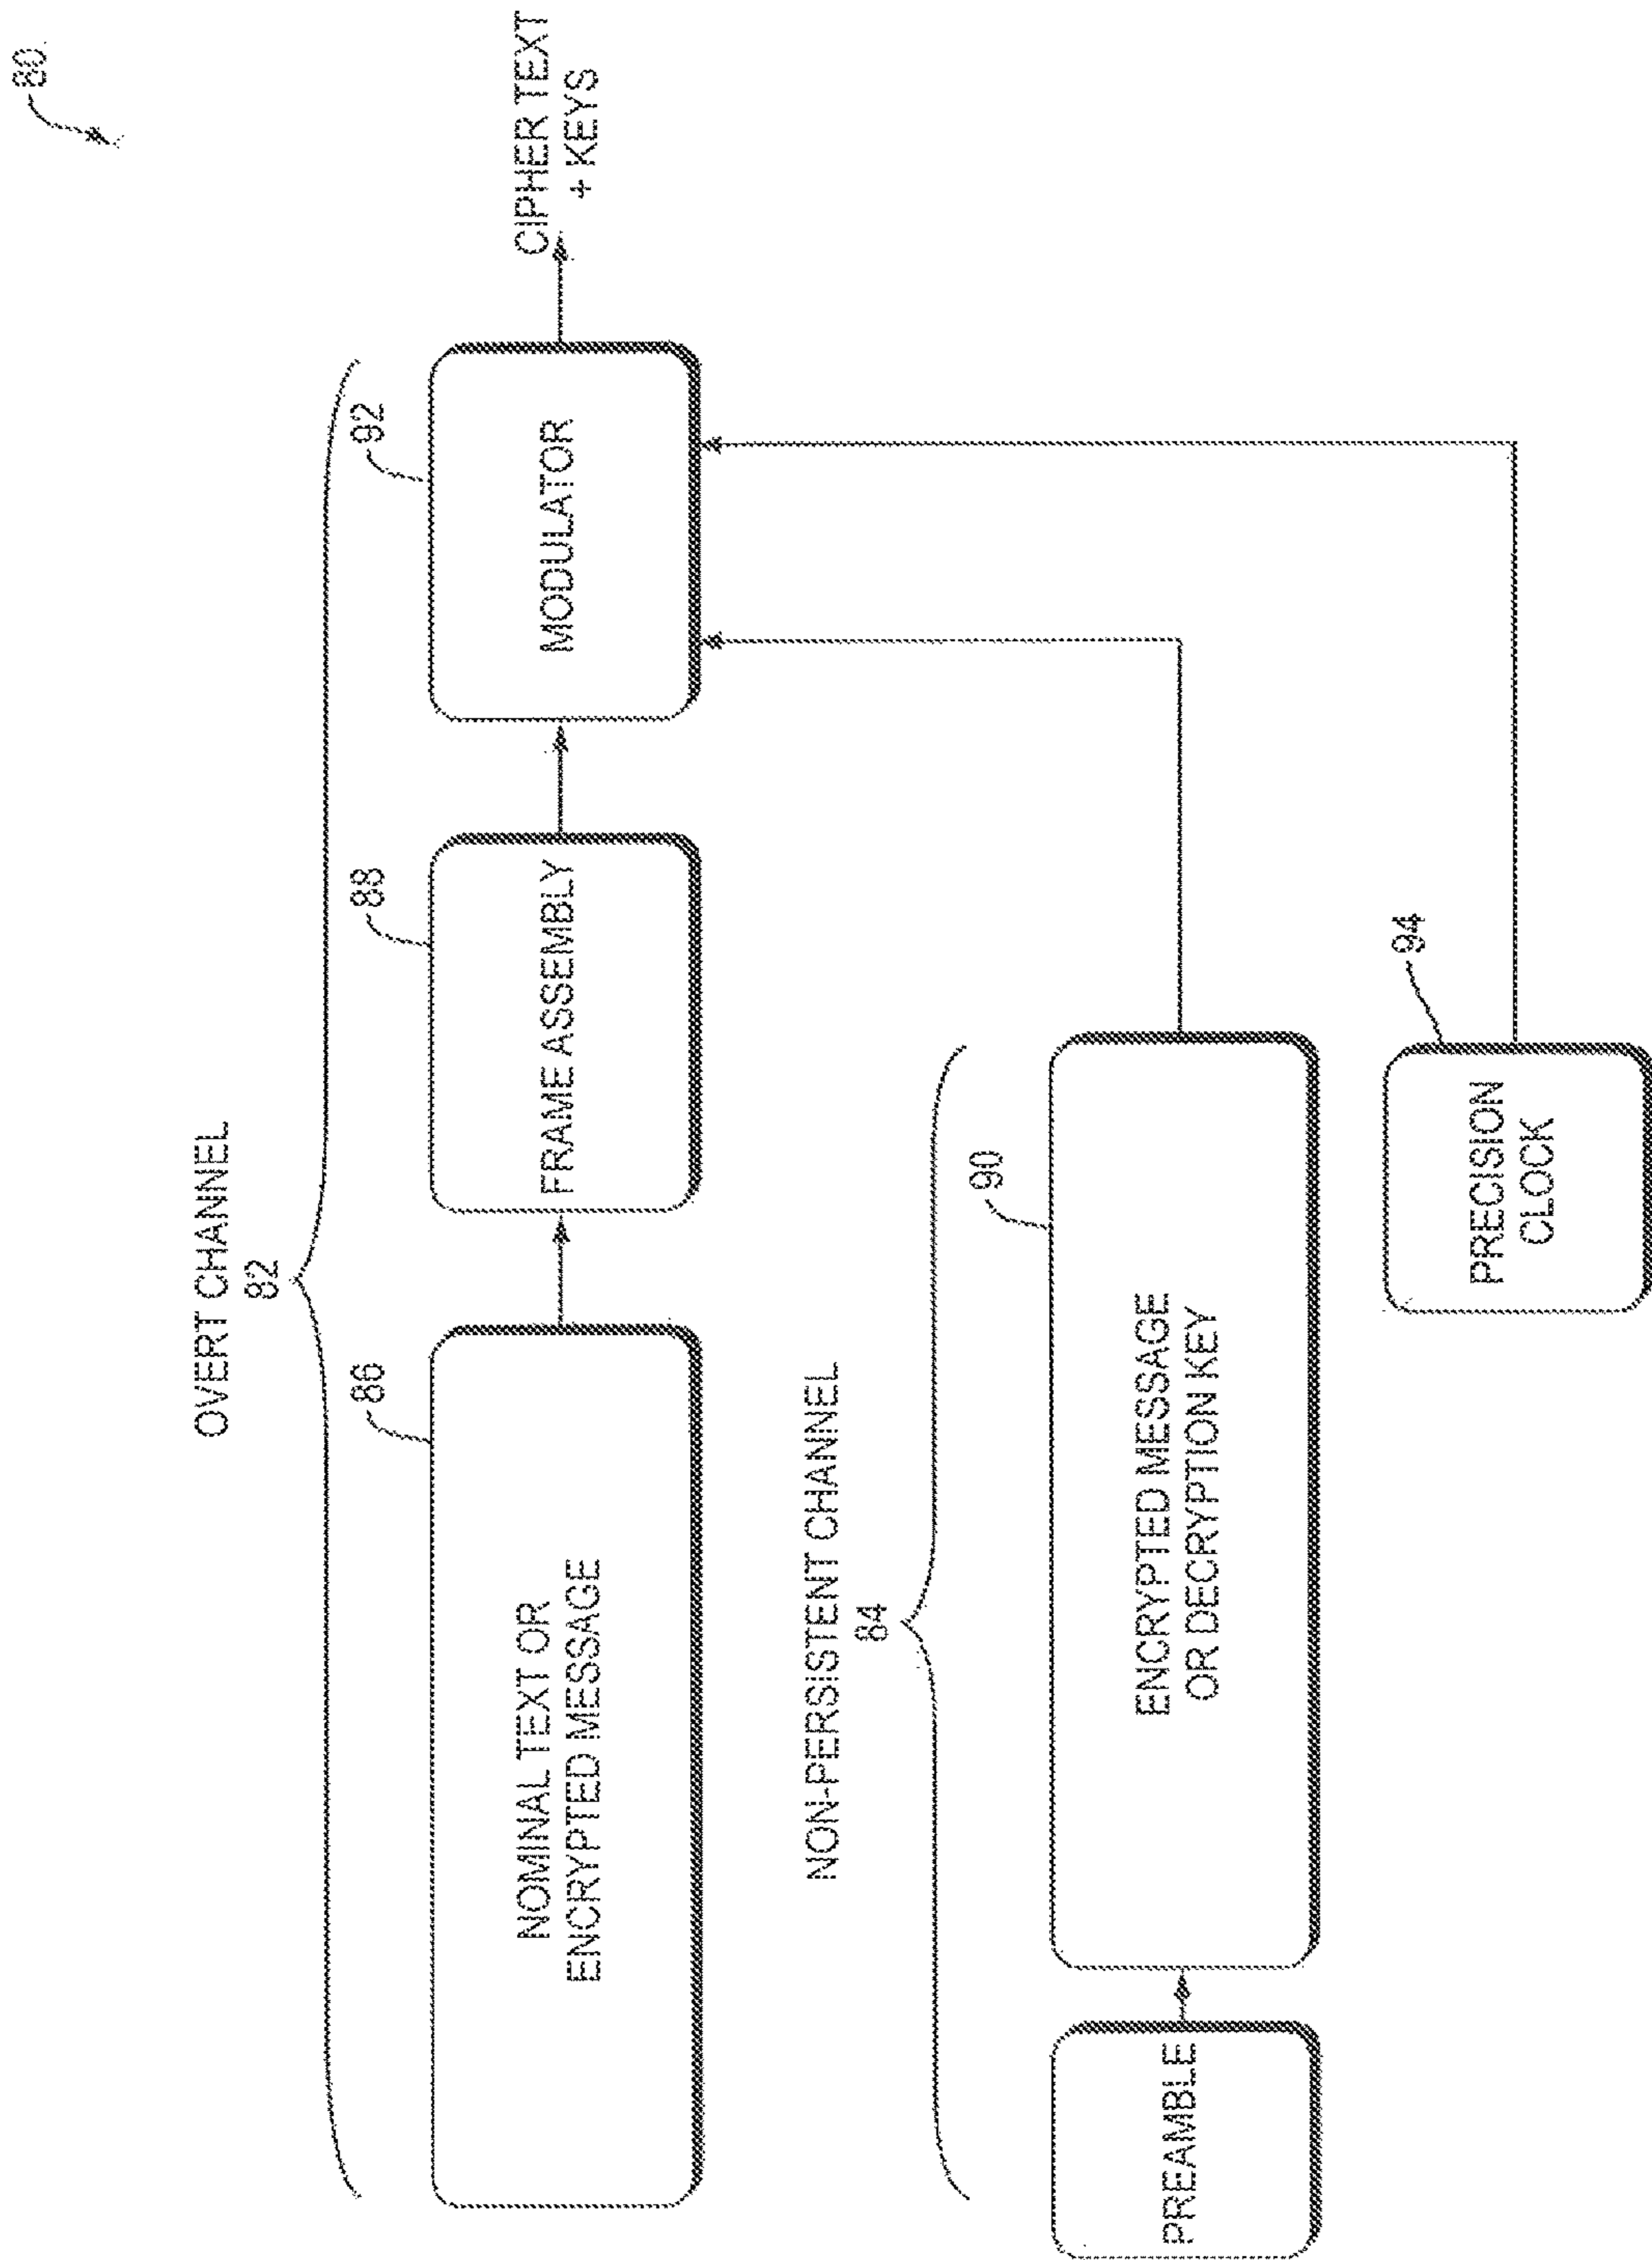 80
OVERT CHANNEL
82
86
88
92
NOMINAL TEXT OR
ENCRYPTED MESSAGE
FRAME ASSEMBLY
MODULATOR
CIPHER TEXT
+ KEYS
NON-PERSISTENT CHANNEL
84
90
PREAMBLE
ENCRYPTED MESSAGE
OR DECRYPTION KEY
94
PRECISION
CLOCK